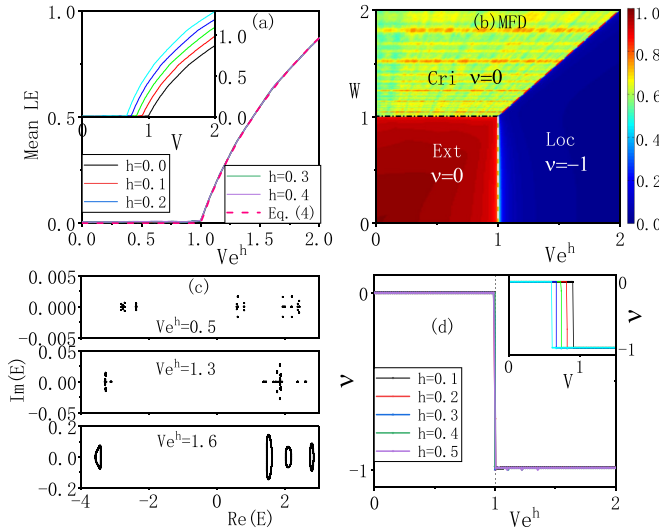 (a)
Mean LE
1.0
0.5
0.0
1.0
0.5
0.0
0
1
2
V
h=0.0
h=0.1
h=0.2
h=0.3
h=0.4
Eq.(4)
0.0
0.5
1.0
1.5
2.0
Ve^h
(b)MFD
W
2
1
0
Cri ν=0
Ext
ν=0
Loc
ν=−1
0
1
2
Ve^h
1.0
0.8
0.6
0.4
0.2
0.0
(c)
Im(E)
0.005
0.000
-0.005
Ve^h=0.5
0.05
0.00
-0.05
Ve^h=1.3
0.2
0.0
-0.2
Ve^h=1.6
-4
-2
0
2
Re(E)
(d)
ν
0
-1
h=0.1
h=0.2
h=0.3
h=0.4
h=0.5
0
1
2
Ve^h
0
-1
ν
0
1
2
V